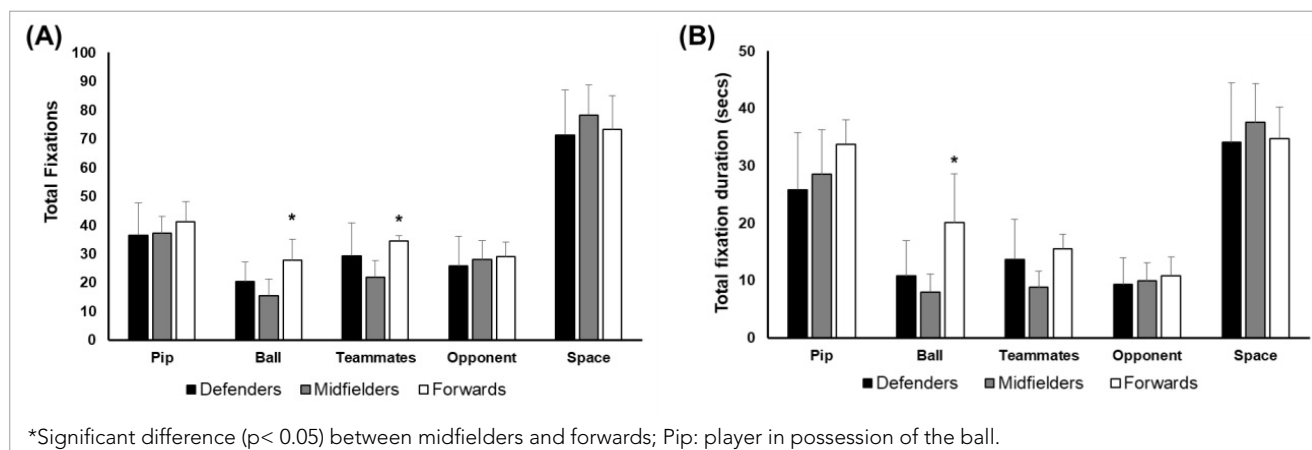 (A)
Total Fixations
100
90
80
70
60
50
40
30
20
10
0
*
*
Pip Ball Teammates Opponent Space
Defenders Midfielders Forwards
(B)
Total fixation duration (secs)
50
40
30
20
10
0
*
Pip Ball Teammates Opponent Space
Defenders Midfielders Forwards
*Significant difference (p< 0.05) between midfielders and forwards; Pip: player in possession of the ball.